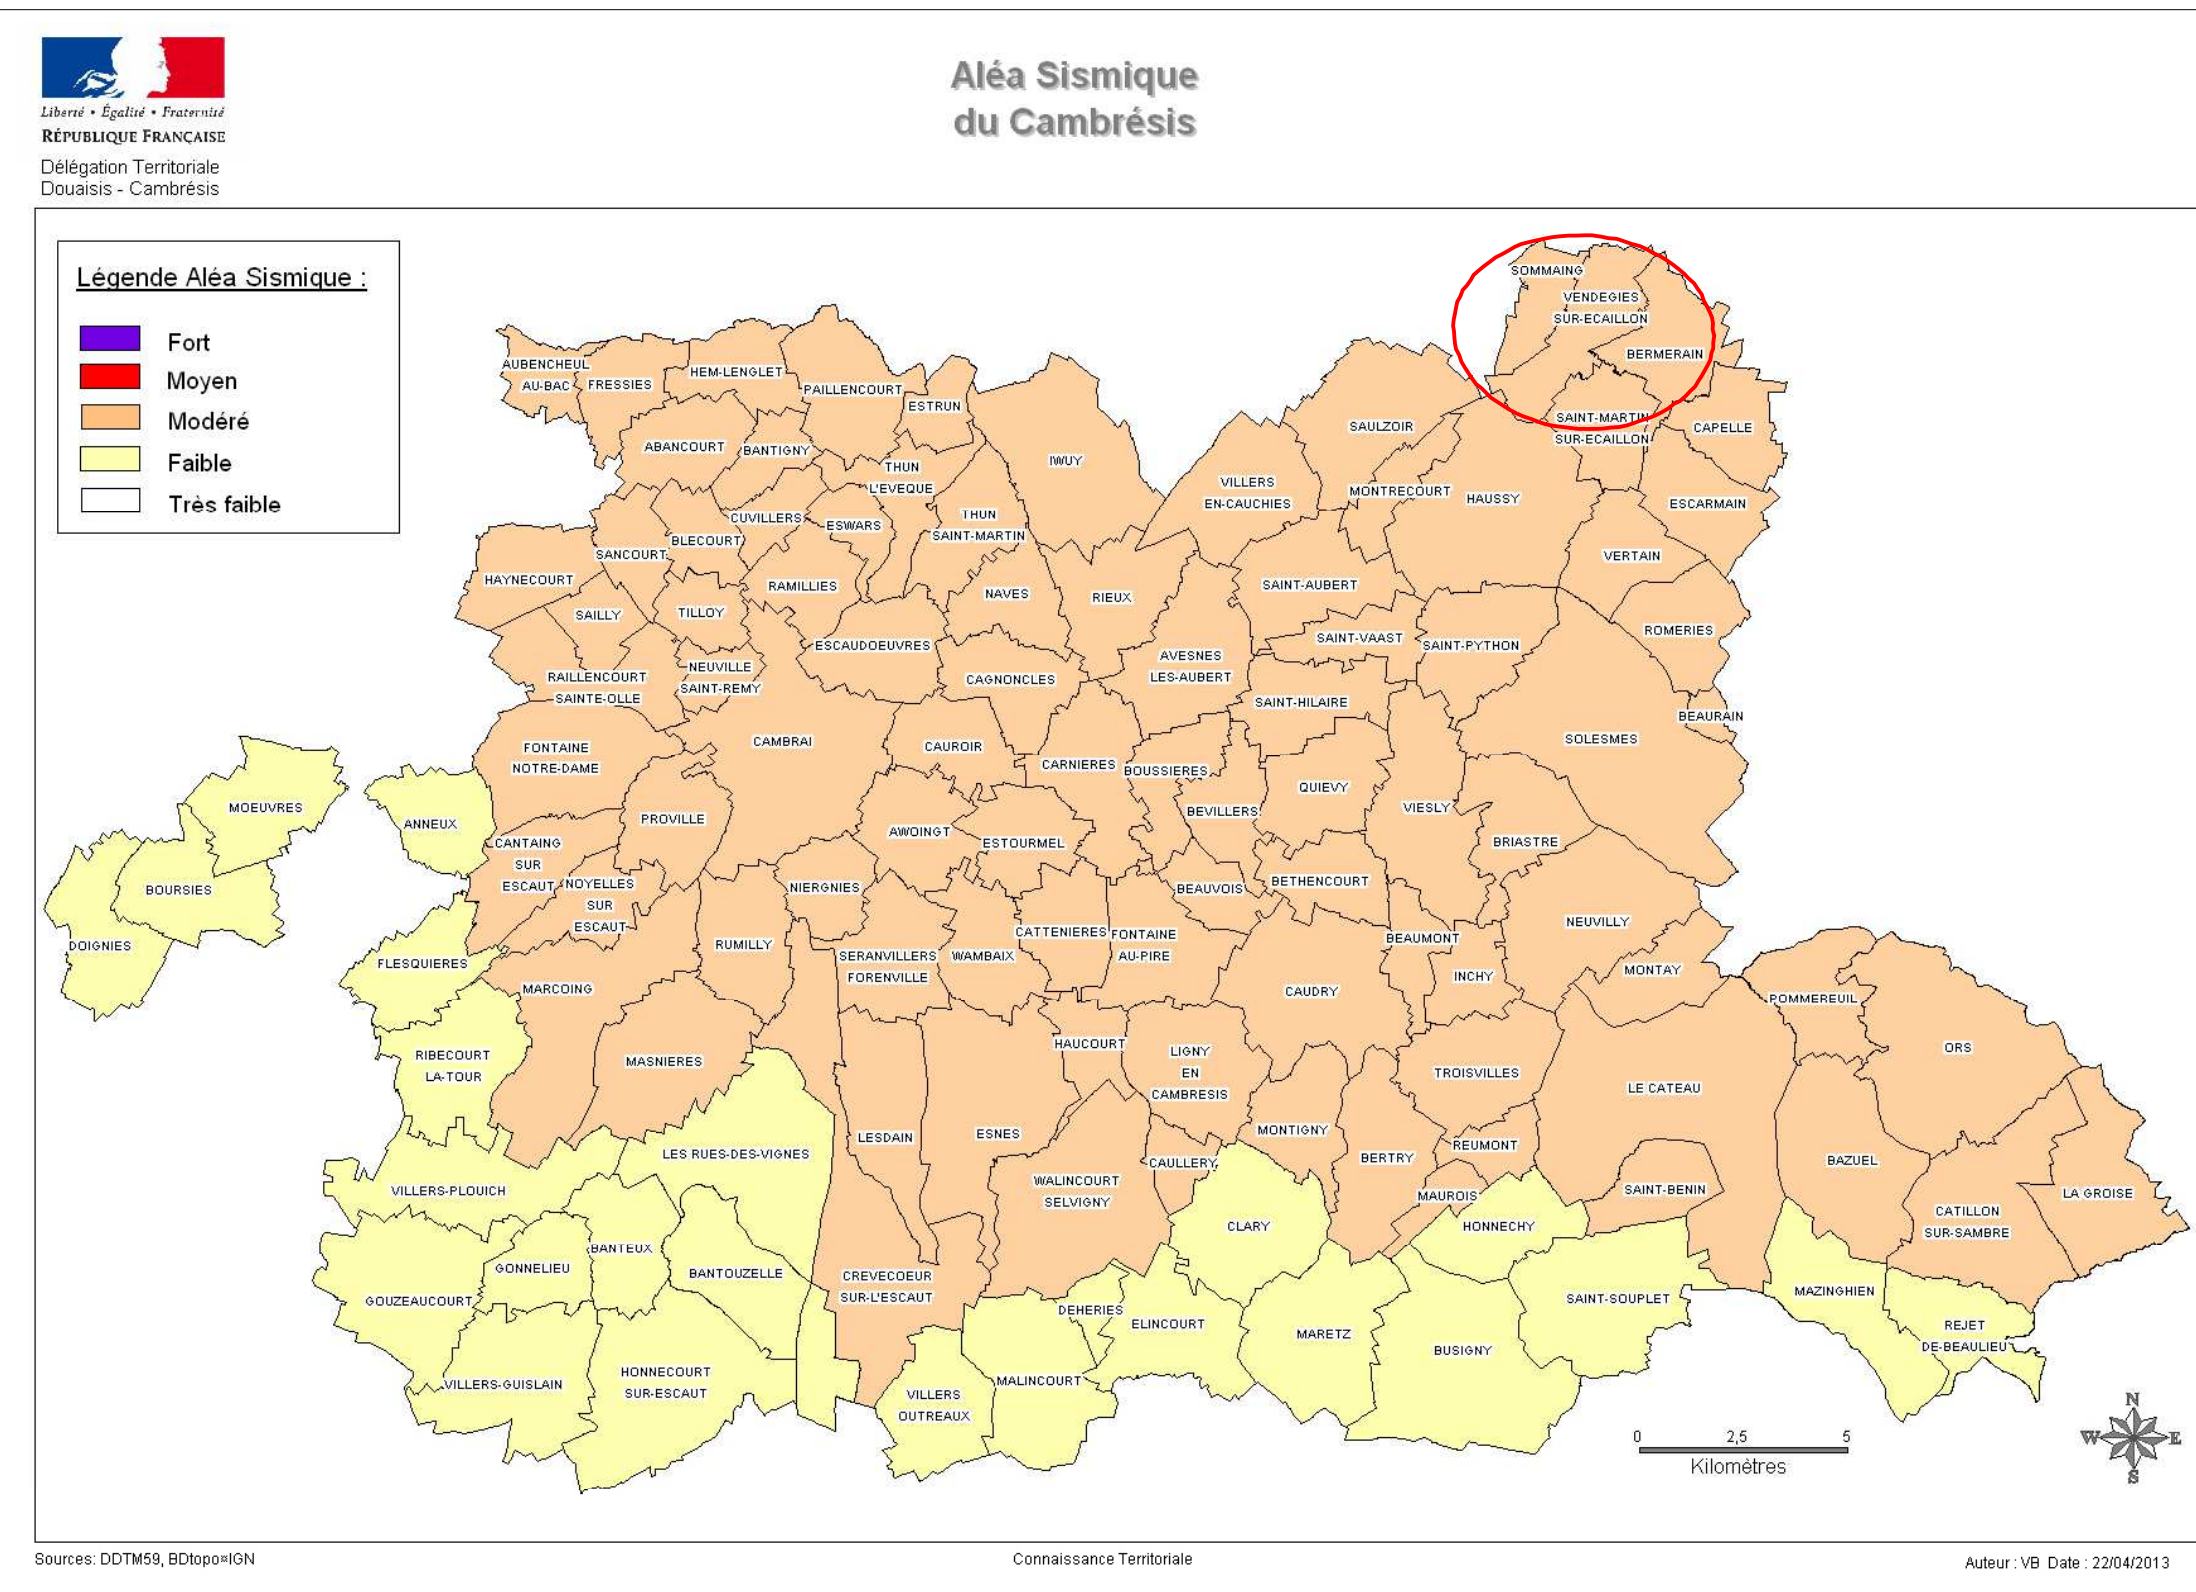 Liberté • Égalité • Fraternité
RÉPUBLIQUE FRANÇAISE
Délégation Territoriale
Douaisis - Cambrésis
Aléa Sismique
du Cambrésis
Légende Aléa Sismique :
Fort
Moyen
Modéré
Faible
Très faible
SOMMAING
VENDEGIES
SUR-ECAILLON
BERMERAIN
SAINT-MARTIN
SUR-ECAILLON
CAPELLE
AUBENCHEUL
AU-BAC
FRESSIES
HEM-LENGLET
PAILLENCOURT
ESTRUN
ABANCOURT
BANTIGNY
THUN
L'EVEQUE
IWUY
SAULZOIR
VILLERS
EN-CAUCHIES
MONTRECOURT
HAUSSY
ESCARMAIN
CUVILLERS
ESWARS
THUN
SAINT-MARTIN
BLECOURT
SANCOURT
VERTAIN
HAYNECOURT
RAMILLIES
NAVES
RIEUX
SAINT-AUBERT
SAILLY
TILLOY
ROMERIES
ESCAUDOEUVRES
SAINT-VAAST
SAINT-PYTHON
AVESNES
LES-AUBERT
NEUVILLE
SAINT-REMY
RAILLENCOURT
SAINTE-OLLE
CAGNONCLES
SAINT-HILAIRE
BEAURAIN
FONTAINE
NOTRE-DAME
CAMBRAI
CAUROIR
SOLESMES
CARNIERES
BOUSSIERES
QUIEVY
MOEUVRES
ANNEUX
PROVILLE
BEVILLERS
VIESLY
AWOINGT
ESTOURMEL
BRIASTRE
CANTAING
SUR
ESCAUT
NOYELLES
SUR
ESCAUT
BOURSIES
NIERGNIES
BEAUVOIS
BETHENCOURT
NEUVILLY
DOIGNIES
RUMILLY
CATTENIERES
FONTAINE
AU-PIRE
BEAUMONT
SERANVILLERS
FORENVILLE
WAMBAIX
FLESQUIERES
INCHY
MONTAY
MARCOING
CAUDRY
POMMEREUIL
HAUCOURT
LIGNY
EN
CAMBRESIS
ORS
RIBECOURT
LA-TOUR
MASNIERES
TROISVILLES
LE CATEAU
LESDAIN
ESNES
MONTIGNY
REUMONT
LES RUES-DES-VIGNES
CAULLERY
BERTRY
BAZUEL
VILLERS-PLOUICH
WALINCOURT
SELVIGNY
MAUROIS
SAINT-BENIN
LA GROISE
CLARY
HONNECHY
CATILLON
SUR-SAMBRE
BANTEUX
GONNELIEU
BANTOUZELLE
CREVECOEUR
SUR-L'ESCAUT
GOUZEAUCOURT
DEHERIES
ELINCOURT
SAINT-SOUPLET
MAZINGHIEN
MARETZ
BUSIGNY
REJET
DE-BEAULIEU
HONNECOURT
SUR-ESCAUT
VILLERS-GUISLAIN
MALINCOURT
VILLERS
OUTREAUX
0 2,5 5
Kilomètres
N
W E
S
Sources: DDTM59, BDtopo¤IGN
Connaissance Territoriale
Auteur : VB Date : 22/04/2013